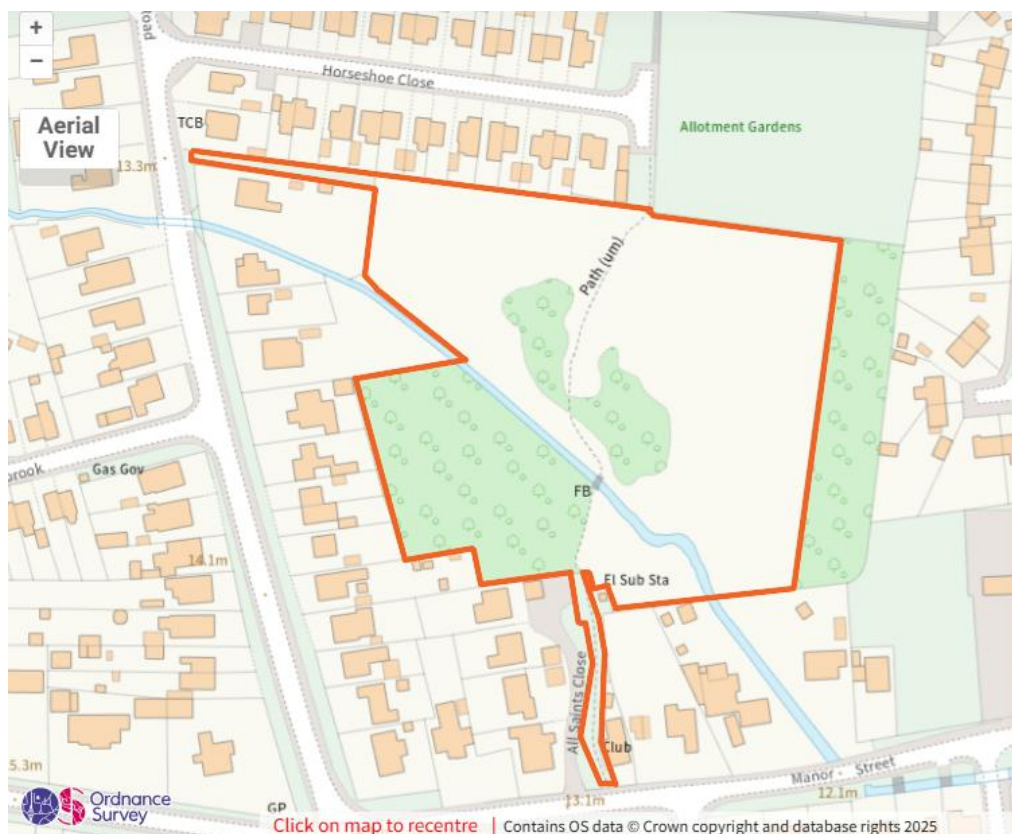 +
−
Aerial
View
Road
Horseshoe Close
TCB
13.3m
Allotment Gardens
Path (um)
brook
Gas Gov
FB
14.1m
El Sub Sta
All Saints Close
Club
5.3m
Manor Street
12.1m
13.1m
GP
Ordnance
Survey
Click on map to recentre | Contains OS data © Crown copyright and database rights 2025